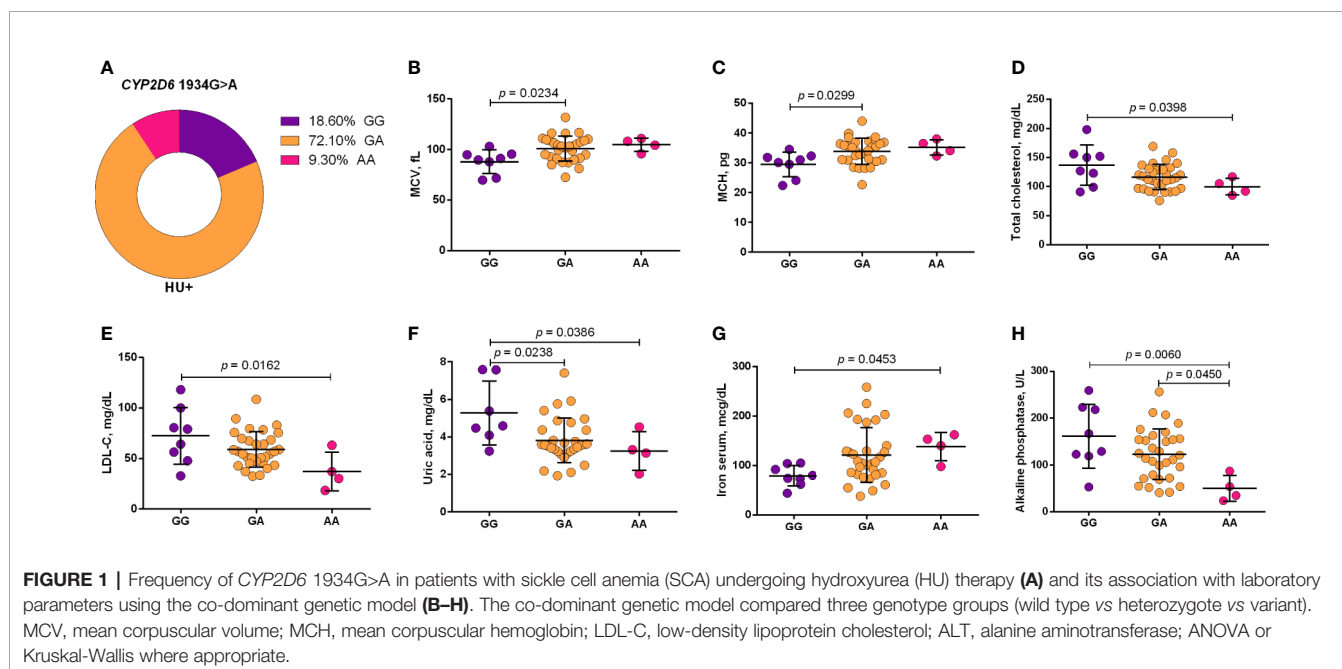 A
CYP2D6 1934G>A
18.60% GG
72.10% GA
9.30% AA
HU+
B
p = 0.0234
MCV, fL
150
100
50
0
GG
GA
AA
C
p = 0.0299
MCH, pg
50
40
30
20
10
0
GG
GA
AA
D
p = 0.0398
Total cholesterol, mg/dL
250
200
150
100
50
0
GG
GA
AA
E
p = 0.0162
LDL-C, mg/dL
150
100
50
0
GG
GA
AA
F
p = 0.0386
p = 0.0238
Uric acid, mg/dL
8
6
4
2
0
GG
GA
AA
G
p = 0.0453
Iron serum, mcg/dL
300
200
100
0
GG
GA
AA
H
p = 0.0060
p = 0.0450
Alkaline phosphatase, U/L
300
200
100
0
GG
GA
AA
FIGURE 1 | Frequency of CYP2D6 1934G>A in patients with sickle cell anemia (SCA) undergoing hydroxyurea (HU) therapy (A) and its association with laboratory
parameters using the co-dominant genetic model (B–H). The co-dominant genetic model compared three genotype groups (wild type vs heterozygote vs variant).
MCV, mean corpuscular volume; MCH, mean corpuscular hemoglobin; LDL-C, low-density lipoprotein cholesterol; ALT, alanine aminotransferase; ANOVA or
Kruskal-Wallis where appropriate.